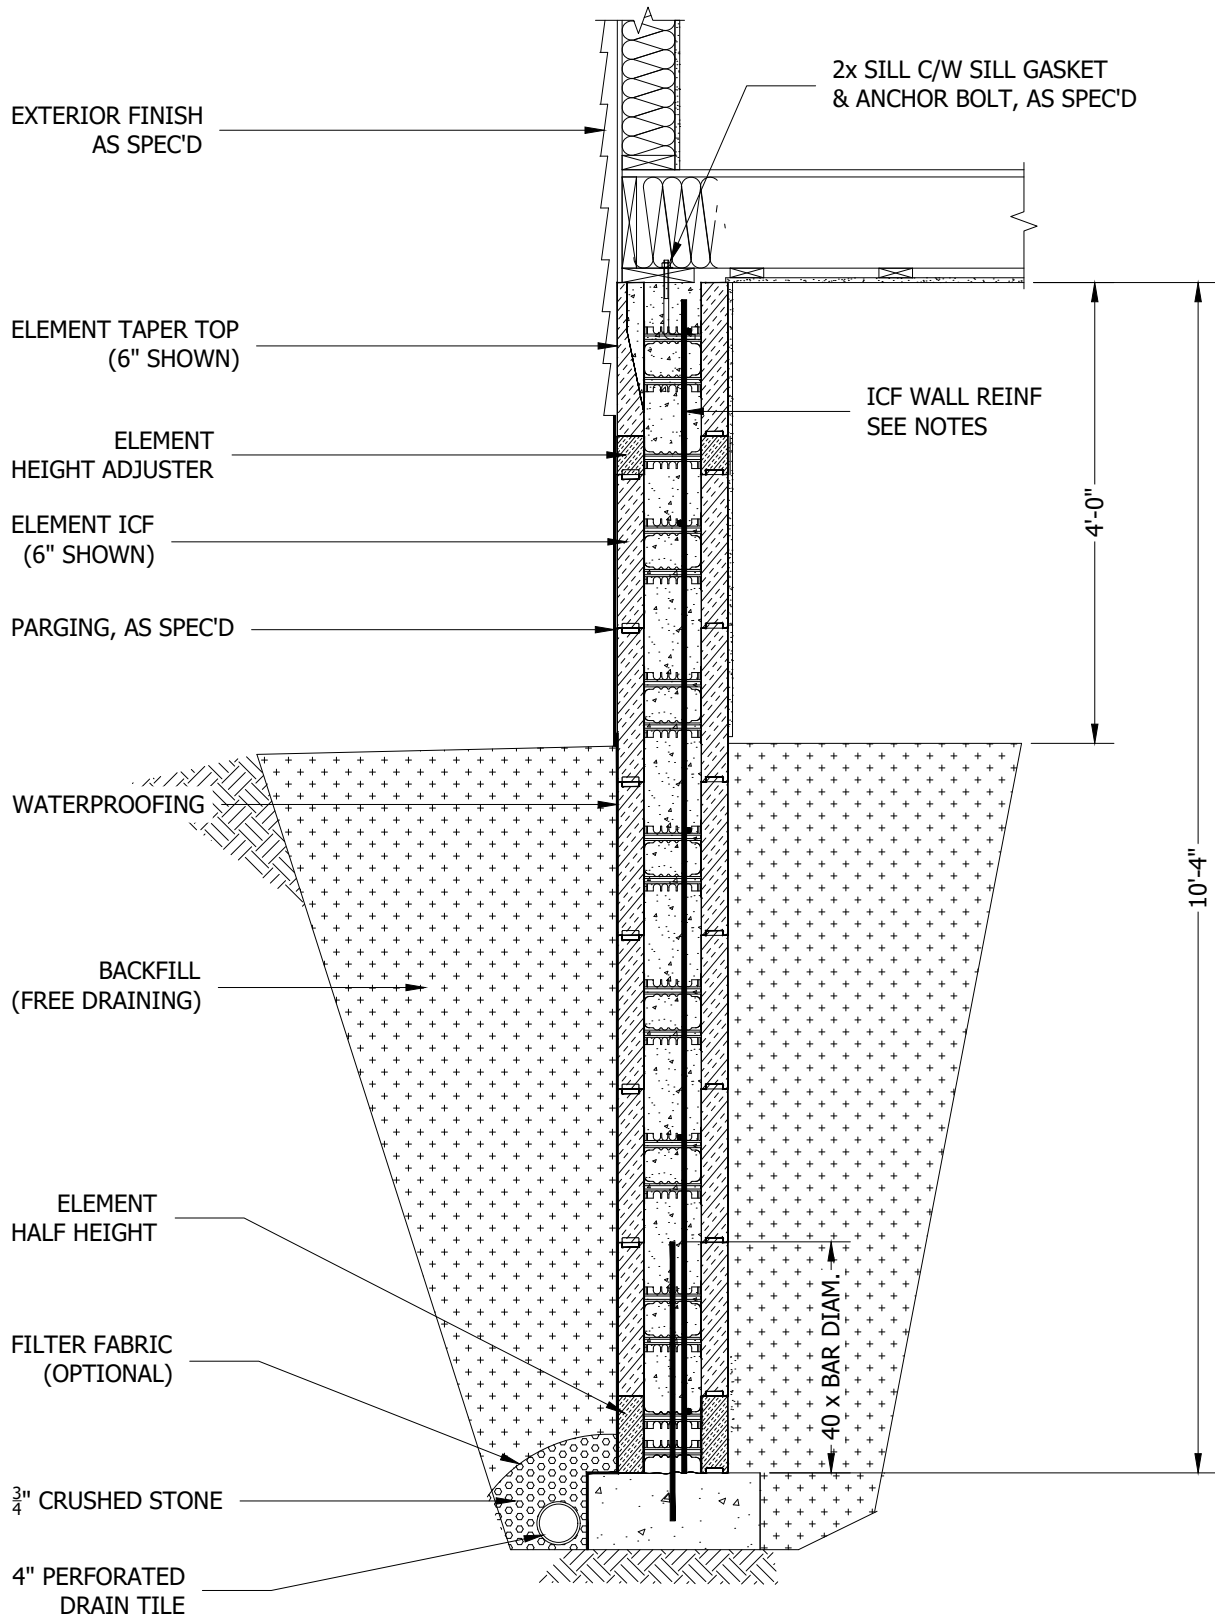 2x SILL C/W SILL GASKET
& ANCHOR BOLT, AS SPEC'D
EXTERIOR FINISH
AS SPEC'D
ELEMENT TAPER TOP
(6" SHOWN)
ICF WALL REINF
SEE NOTES
ELEMENT
HEIGHT ADJUSTER
4'-0"
ELEMENT ICF
(6" SHOWN)
PARGING, AS SPEC'D
WATERPROOFING
10'-4"
BACKFILL
(FREE DRAINING)
ELEMENT
HALF HEIGHT
40 x BAR DIAM.
FILTER FABRIC
(OPTIONAL)
3/4" CRUSHED STONE
4" PERFORATED
DRAIN TILE